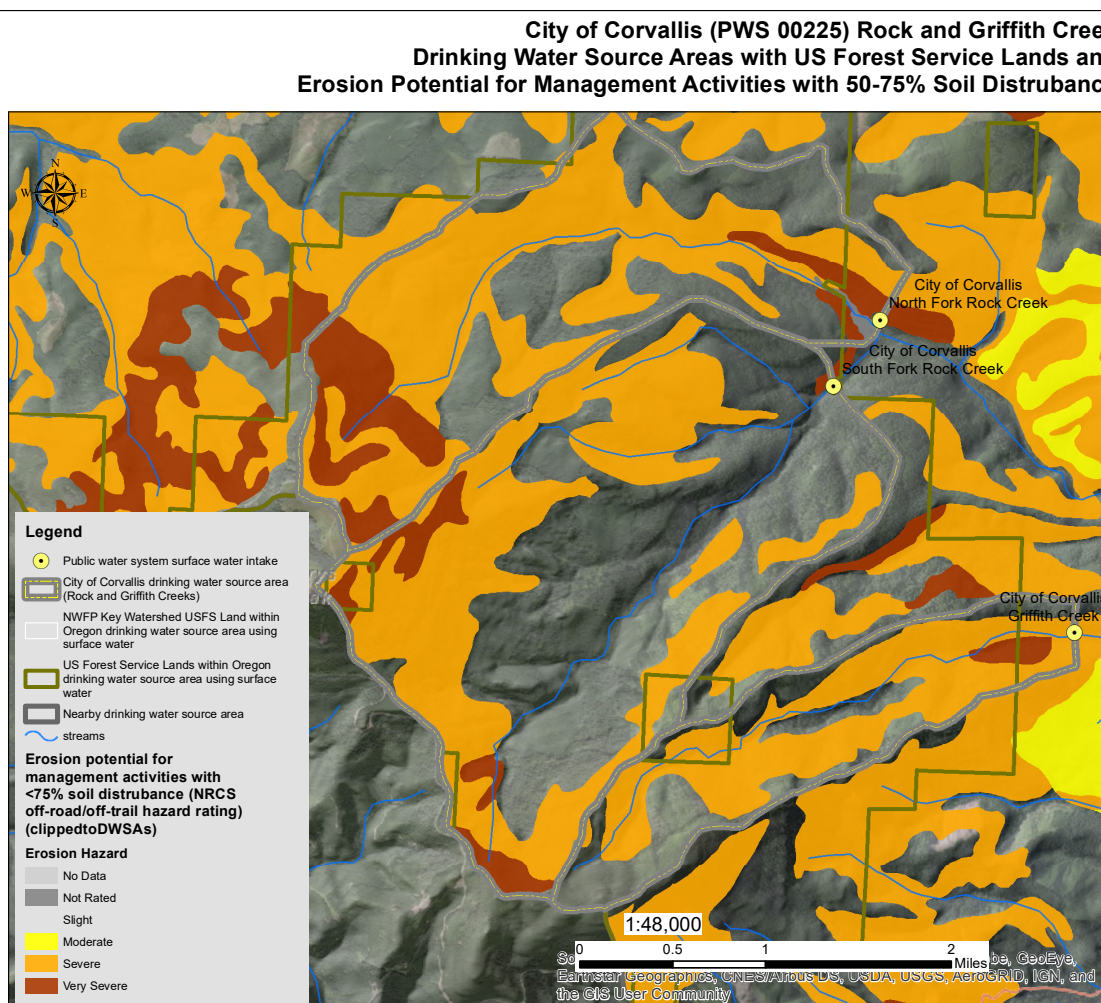 City of Corvallis (PWS 00225) Rock and Griffith Cree
Drinking Water Source Areas with US Forest Service Lands an
Erosion Potential for Management Activities with 50-75% Soil Distrubanc
N
W E
S
City of Corvallis
North Fork Rock Creek
City of Corvallis
South Fork Rock Creek
City of Corvallis
Griffith Creek
Legend
Public water system surface water intake
City of Corvallis drinking water source area
(Rock and Griffith Creeks)
NWFP Key Watershed USFS Land within
Oregon drinking water source area using
surface water
US Forest Service Lands within Oregon
drinking water source area using surface
water
Nearby drinking water source area
streams
Erosion potential for
management activities with
<75% soil distrubance (NRCS
off-road/off-trail hazard rating)
(clippedtoDWSAs)
Erosion Hazard
No Data
Not Rated
Slight
Moderate
Severe
Very Severe
1:48,000
0 0.5 1 2
Miles
So be, GeoEye,
Earthstar Geographics, CNES/Airbus DS, USDA, USGS, AeroGRID, IGN, and
the GIS User Community